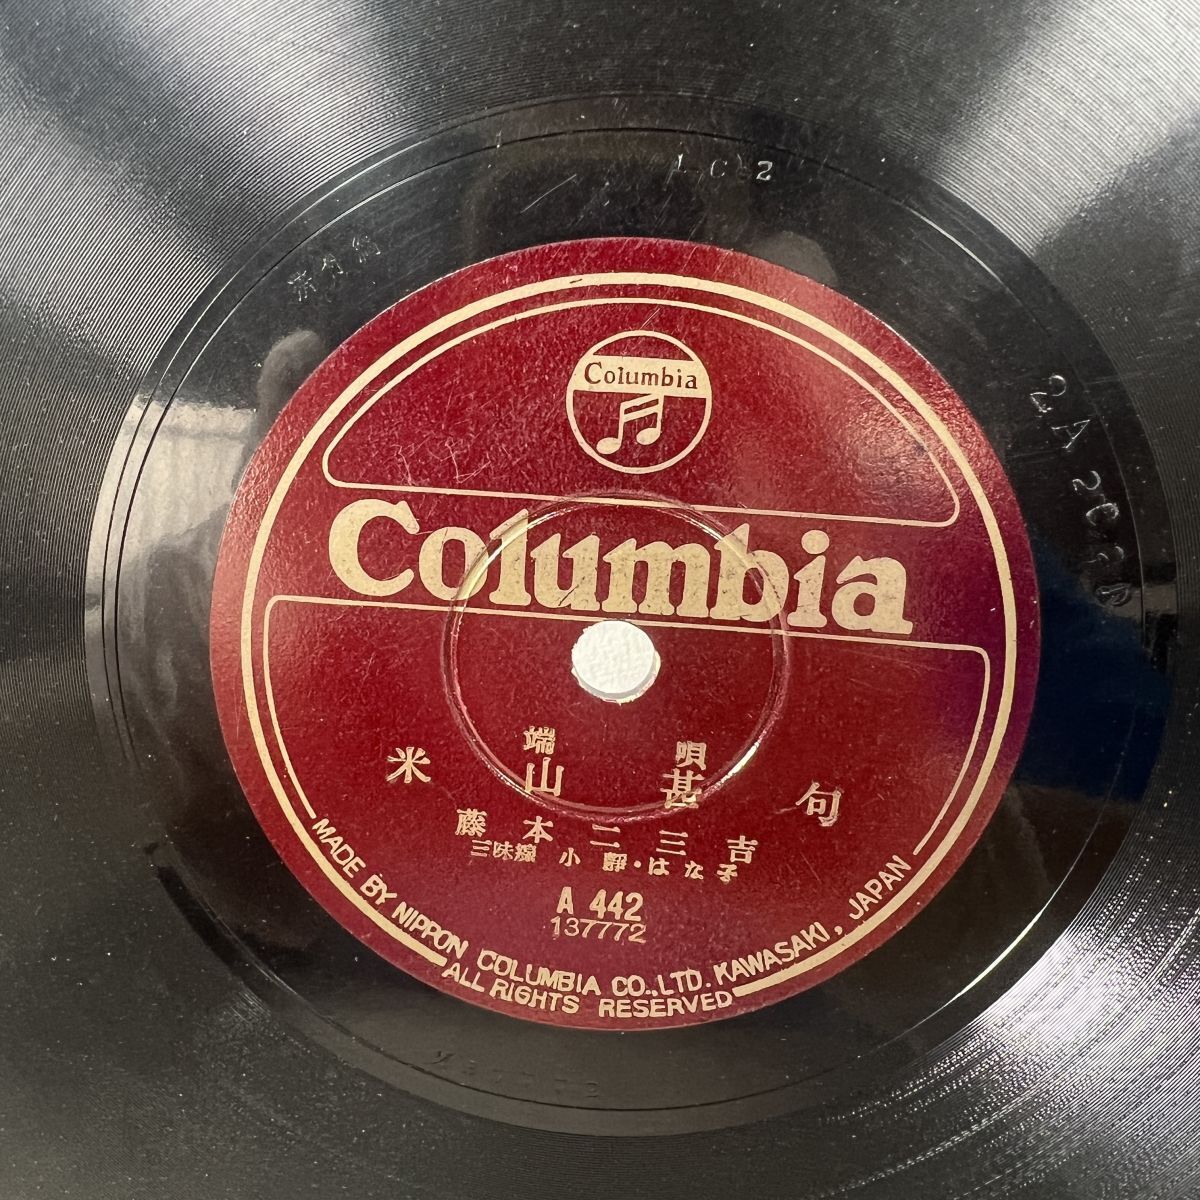 Columbia
Columbia
端唄
米山甚句
藤本二三吉
三味線 小静・はな子
A 442
137772
MADE BY NIPPON COLUMBIA CO., LTD. KAWASAKI, JAPAN
ALL RIGHTS RESERVED